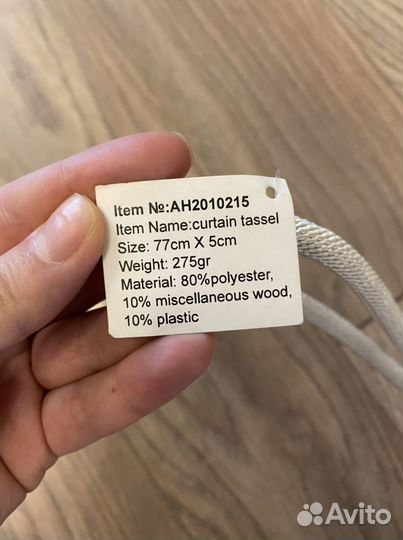 Item №:AH2010215
Item Name:curtain tassel
Size: 77cm X 5cm
Weight: 275gr
Material: 80%polyester,
10% miscellaneous wood,
10% plastic
Avito